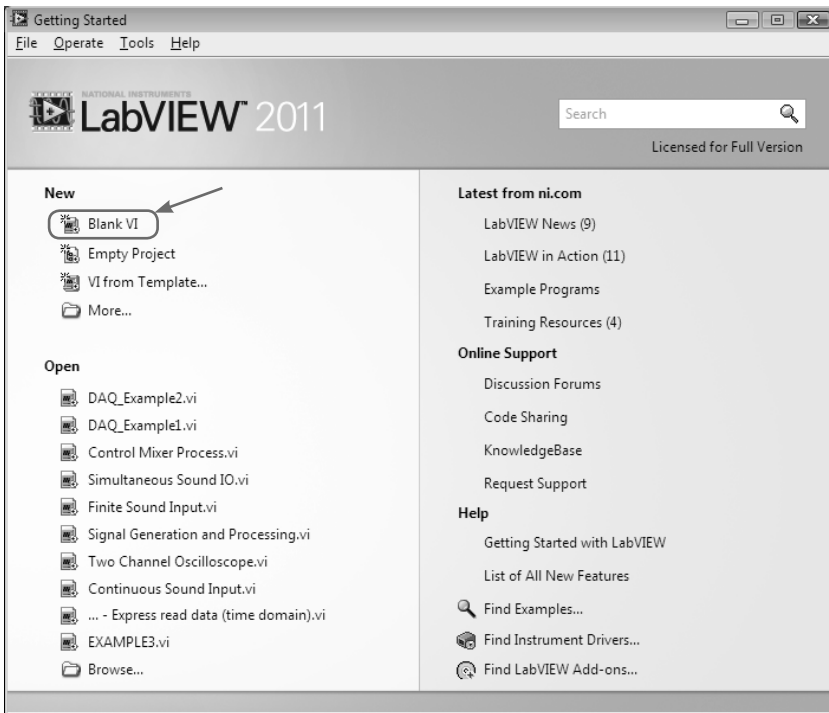 Getting Started
File Operate Tools Help
NATIONAL INSTRUMENTS
LabVIEW™ 2011
Search
Licensed for Full Version
New
Blank VI
Empty Project
VI from Template...
More...
Open
DAQ_Example2.vi
DAQ_Example1.vi
Control Mixer Process.vi
Simultaneous Sound IO.vi
Finite Sound Input.vi
Signal Generation and Processing.vi
Two Channel Oscilloscope.vi
Continuous Sound Input.vi
... - Express read data (time domain).vi
EXAMPLE3.vi
Browse...
Latest from ni.com
LabVIEW News (9)
LabVIEW in Action (11)
Example Programs
Training Resources (4)
Online Support
Discussion Forums
Code Sharing
KnowledgeBase
Request Support
Help
Getting Started with LabVIEW
List of All New Features
Find Examples...
Find Instrument Drivers...
Find LabVIEW Add-ons...